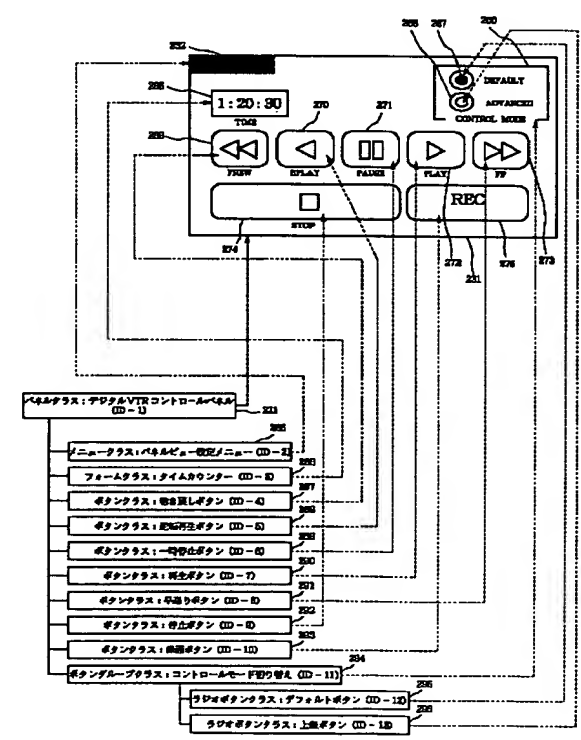 267 260
DEFAULT
ADVANCED
CONTROL MODE
1:20:30
TIME
270 271
FREW PAUSE PLAY FF
STOP
REC
274 272 273
231
パネルクラス：デジタルVTRコントロールパネル
(ID-1)
メニュークラス：パネルビュー設定メニュー (ID-2)
フォームクラス：タイムカウンター (ID-3)
287
ボタンクラス：巻き戻しボタン (ID-4)
ボタンクラス：逆転再生ボタン (ID-5)
ボタンクラス：一時停止ボタン (ID-6)
290
ボタンクラス：再生ボタン (ID-7)
291
ボタンクラス：早送りボタン (ID-8)
292
ボタンクラス：停止ボタン (ID-9)
293
ボタンクラス：録画ボタン (ID-10)
294
ボタングループクラス：コントロールモード切り替え (ID-11)
ラジオボタンクラス：デフォルトボタン (ID-12)
ラジオボタンクラス：上級ボタン (ID-13)